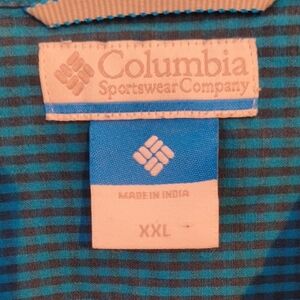 Columbia
Sportswear Company
MADE IN INDIA
XXL